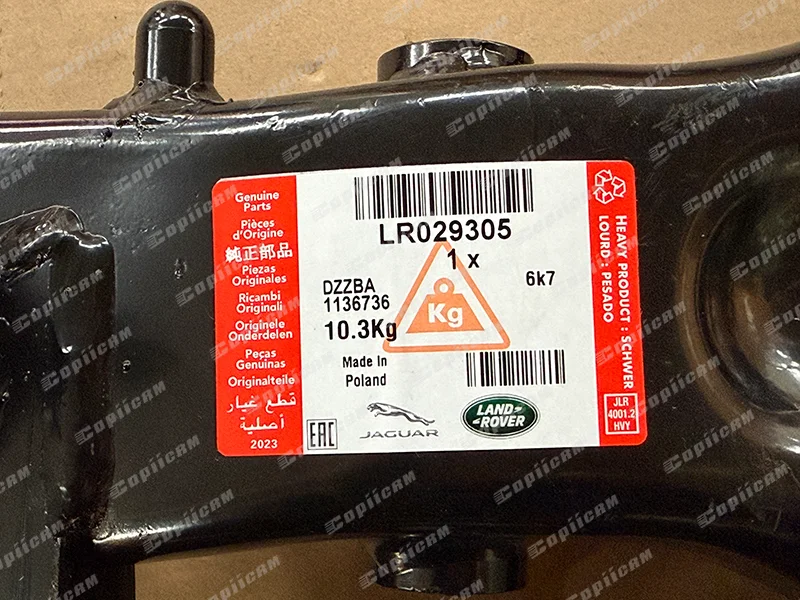 Genuine
Parts
Pièces
d'Origine
純正部品
Piezas
Originales
Ricambi
Originali
Originele
Onderdelen
Peças
Genuinas
Originalteile
قطع غيار
أصلية
2023
LR029305
1 x
6k7
DZZBA
1136736
10.3Kg
Kg
Made In
Poland
EAC
JAGUAR
LAND-
ROVER
HEAVY PRODUCT : SCHWER
LOURD : PESADO
JLR
4001.2
HVY
Copiicam